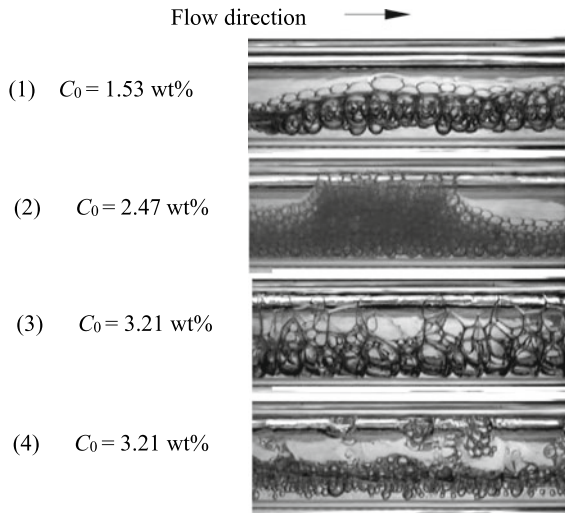 Flow direction
(1) C0 = 1.53 wt%
(2) C0 = 2.47 wt%
(3) C0 = 3.21 wt%
(4) C0 = 3.21 wt%